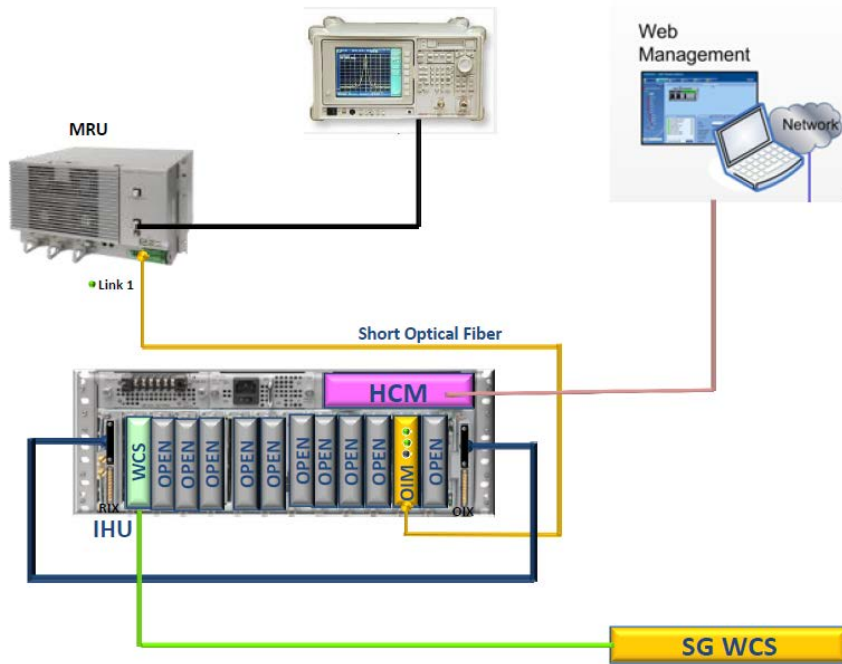 Web
Management
Network
MRU
Link 1
Short Optical Fiber
HCM
WCS
OPEN
OPEN
OPEN
OPEN
OPEN
OPEN
OPEN
OPEN
OPEN
OIM
OPEN
RIX
OIX
IHU
SG WCS